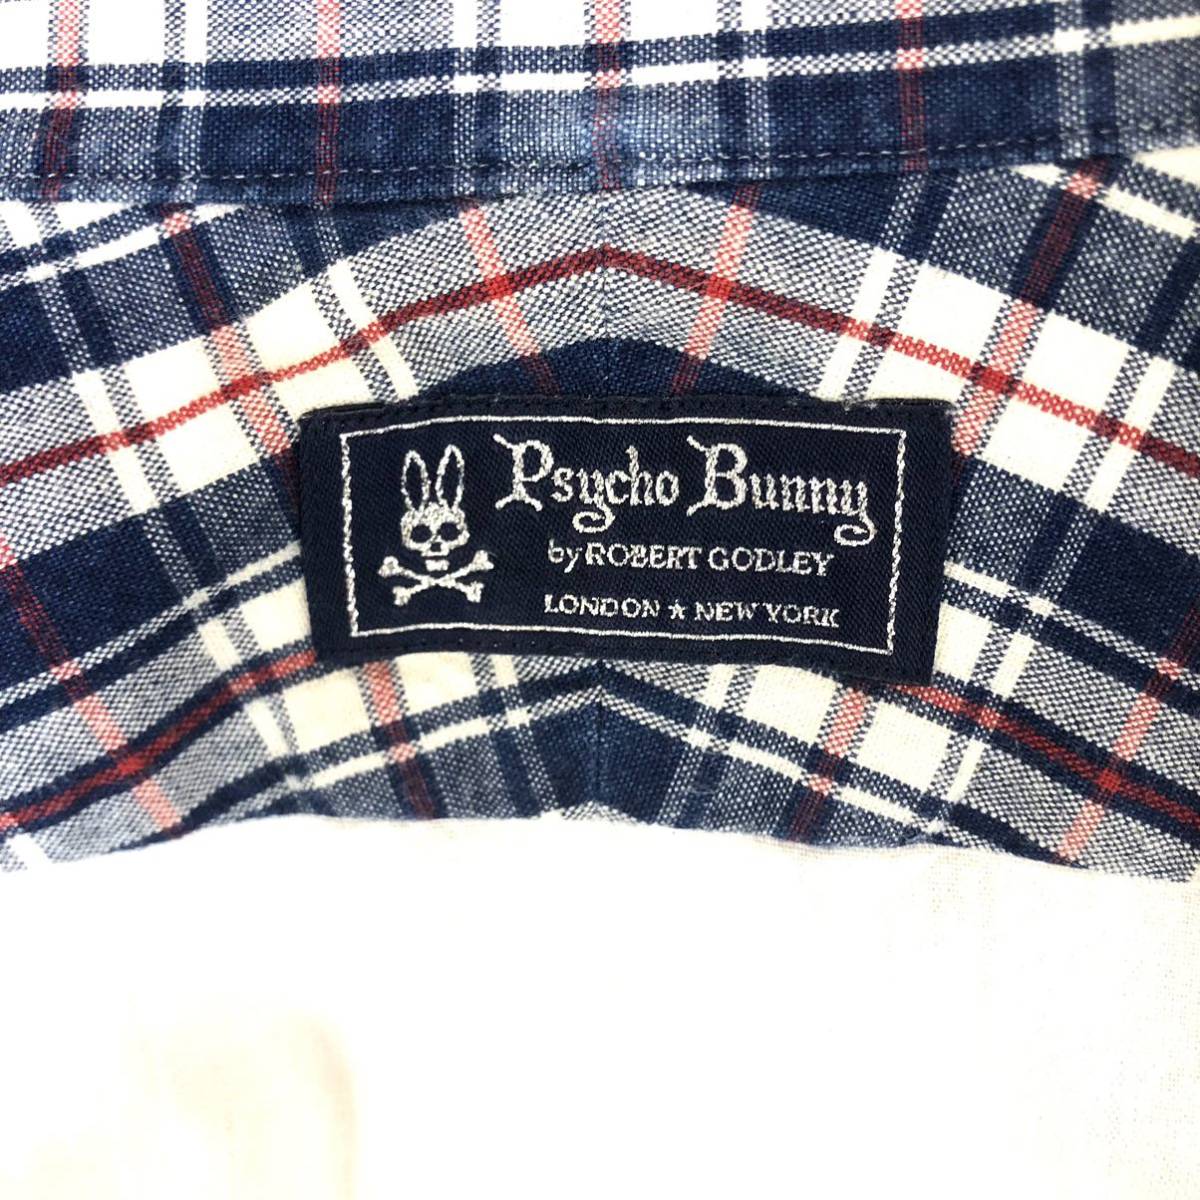 Psycho Bunny
by ROBERT GODLEY
LONDON ★ NEW YORK